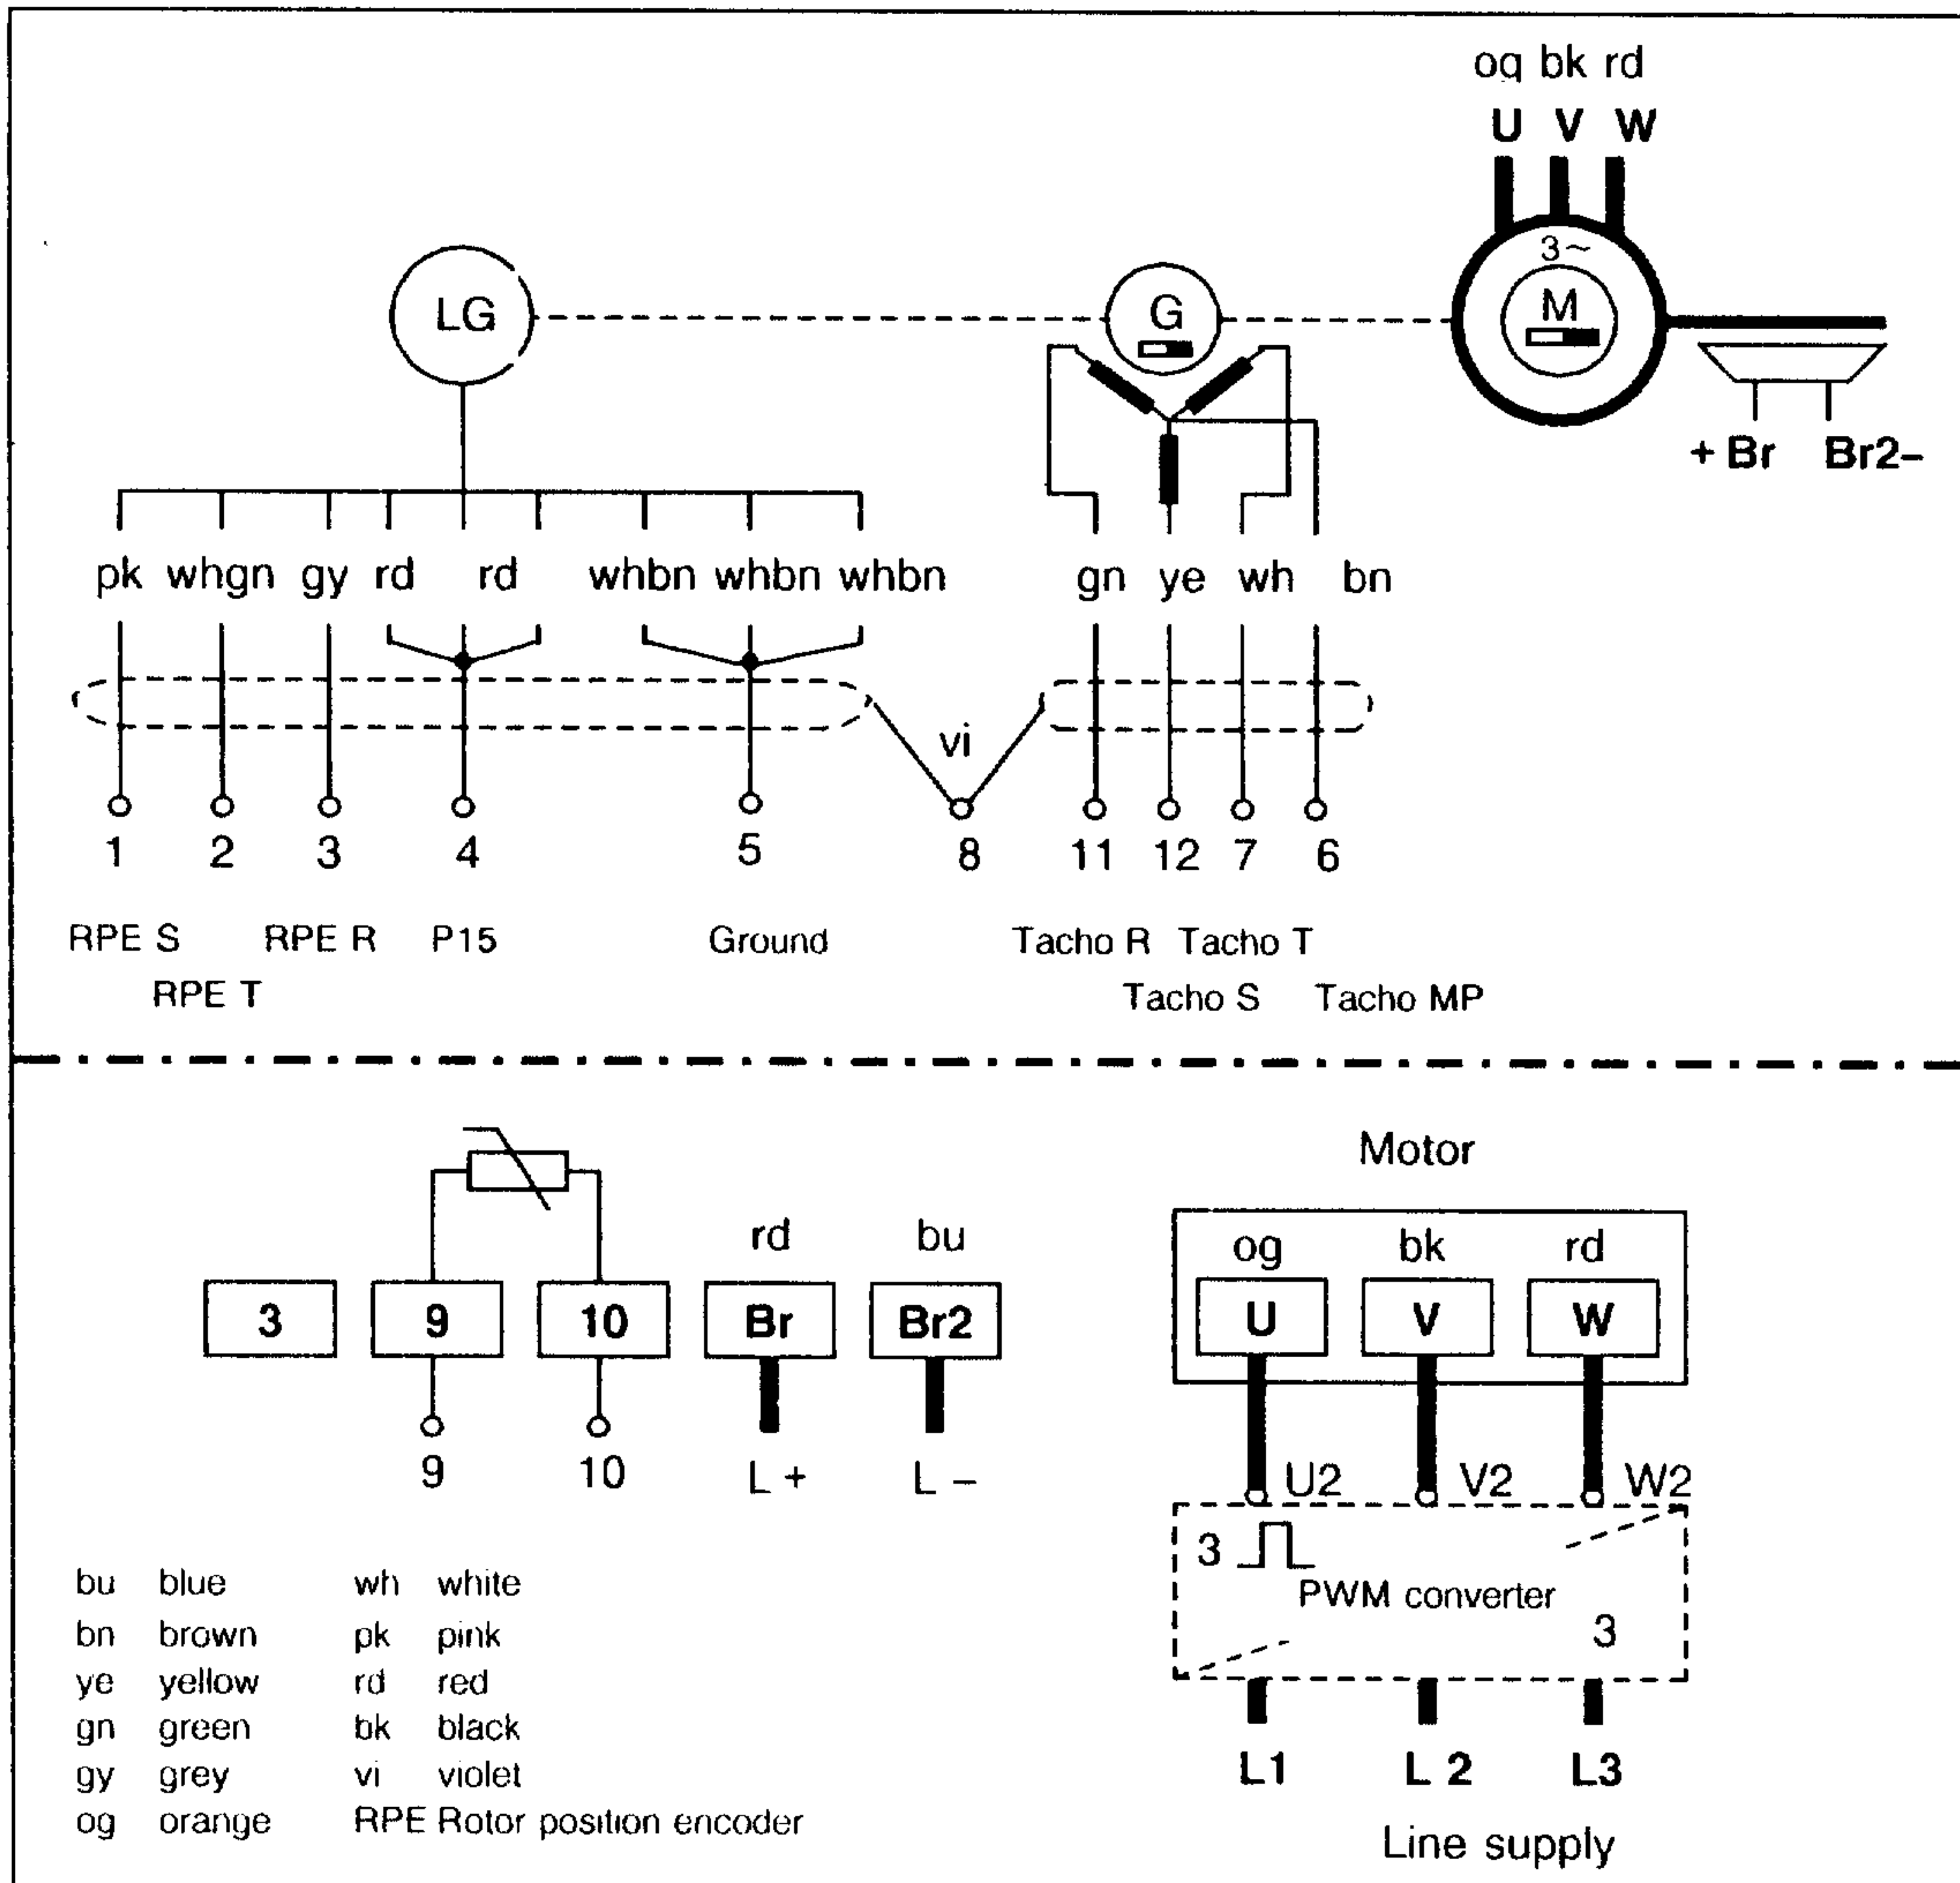 oq bk rd
U V W
3~
LG
G
M
+ Br Br2–
pk whgn gy rd rd whbn whbn whbn gn ye wh bn
vi
1 2 3 4 5 8 11 12 7 6
RPE S RPE R P15 Ground Tacho R Tacho T
RPE T Tacho S Tacho MP
Motor
rd bu
og bk rd
3 9 10 Br Br2
U V W
9 10 L + L –
U2 V2 W2
3
PWM converter
3
bu blue wh white
bn brown pk pink
ye yellow rd red
gn green bk black
gy grey vi violet
og orange RPE Rotor position encoder
L1 L 2 L3
Line supply